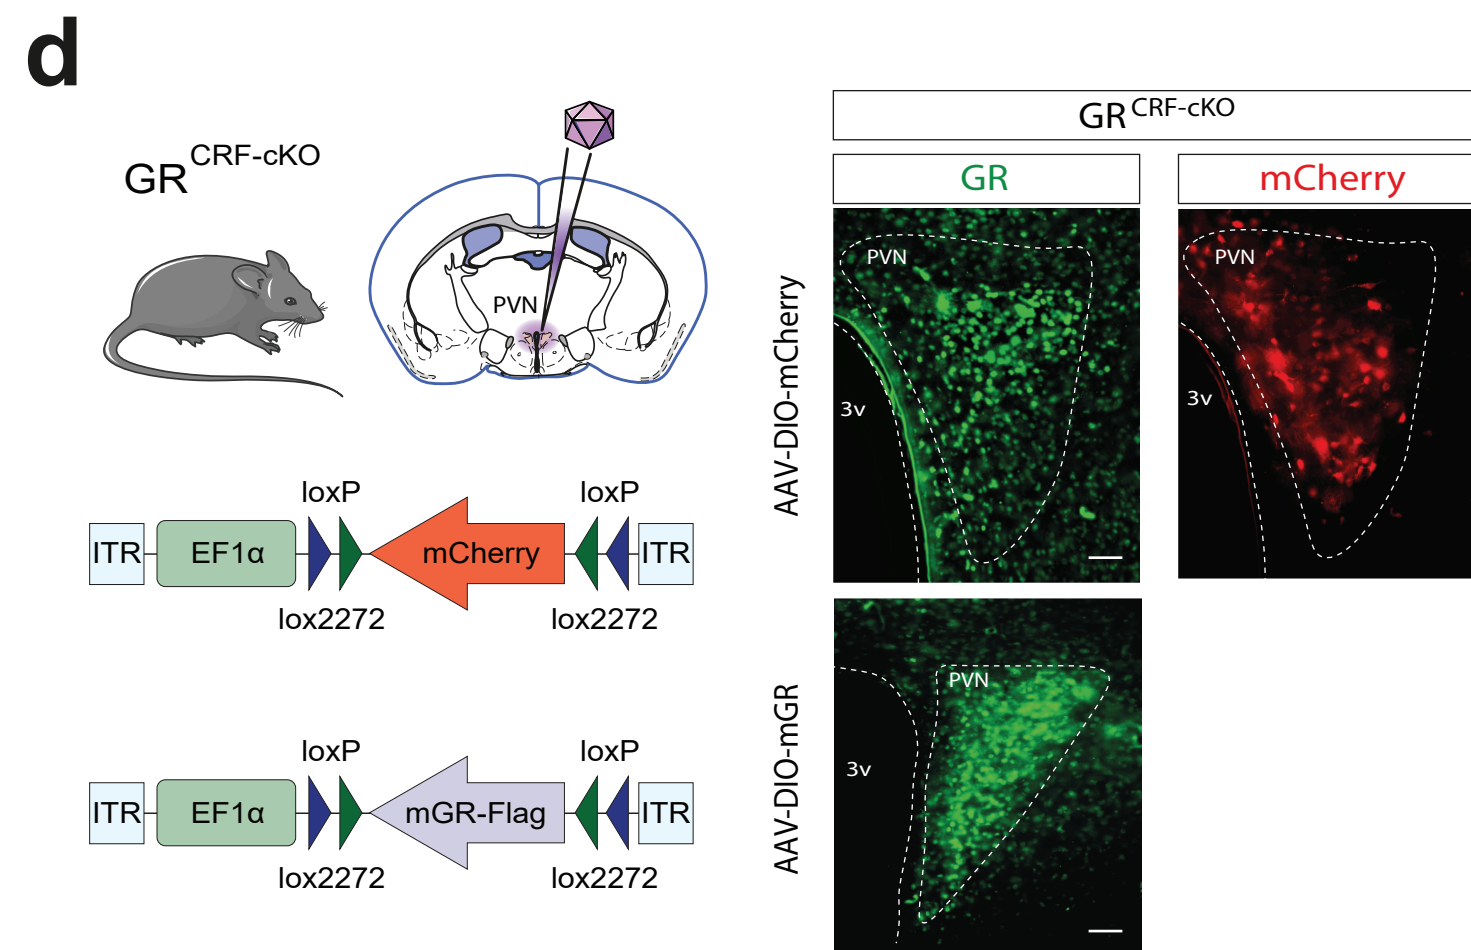 d
GR CRF-cKO
PVN
loxP
loxP
ITR
EF1α
mCherry
ITR
lox2272
lox2272
loxP
loxP
ITR
EF1α
mGR-Flag
ITR
lox2272
lox2272
GR CRF-cKO
GR
mCherry
AAV-DIO-mCherry
PVN
3v
PVN
3v
AAV-DIO-mGR
PVN
3v